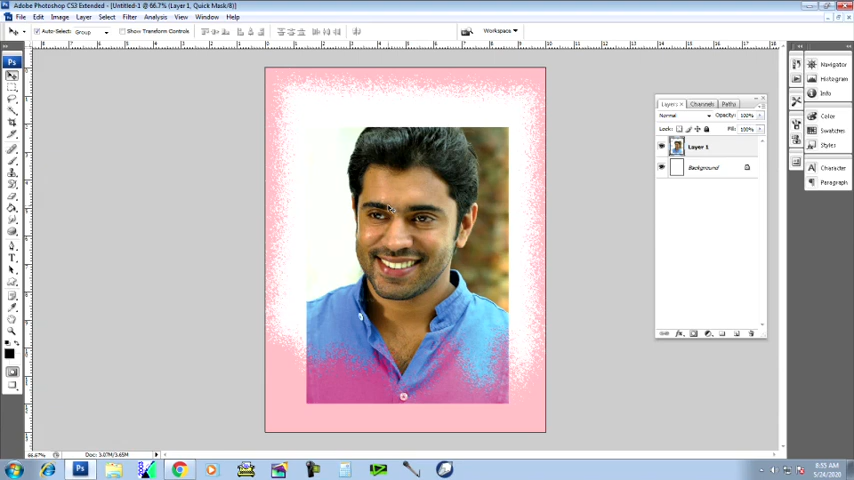 Adobe Photoshop CS3 Extended - [Untitled-1 @ 66.7% (Layer 1, Quick Mask/8)]
File Edit Image Layer Select Filter Analysis View Window Help
Auto-Select: Group Show Transform Controls Workspace
Ps
Layers Channels Paths
Normal Opacity: 100%
Lock: Fill: 100%
Layer 1
Background
Navigator
Histogram
Info
Color
Swatches
Styles
Character
Paragraph
66.67% Doc: 3.07M/3.65M
Ps
8:55 AM
5/24/2020